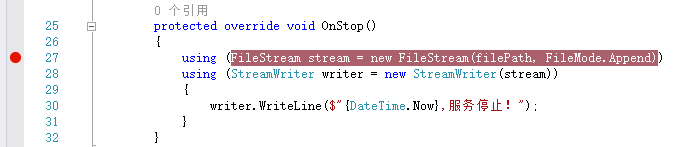 0 个引用
25 protected override void OnStop()
26 {
27 using (FileStream stream = new FileStream(filePath, FileMode.Append))
28 using (StreamWriter writer = new StreamWriter(stream))
29 {
30 writer.WriteLine($"{DateTime.Now},服务停止！");
31 }
32 }